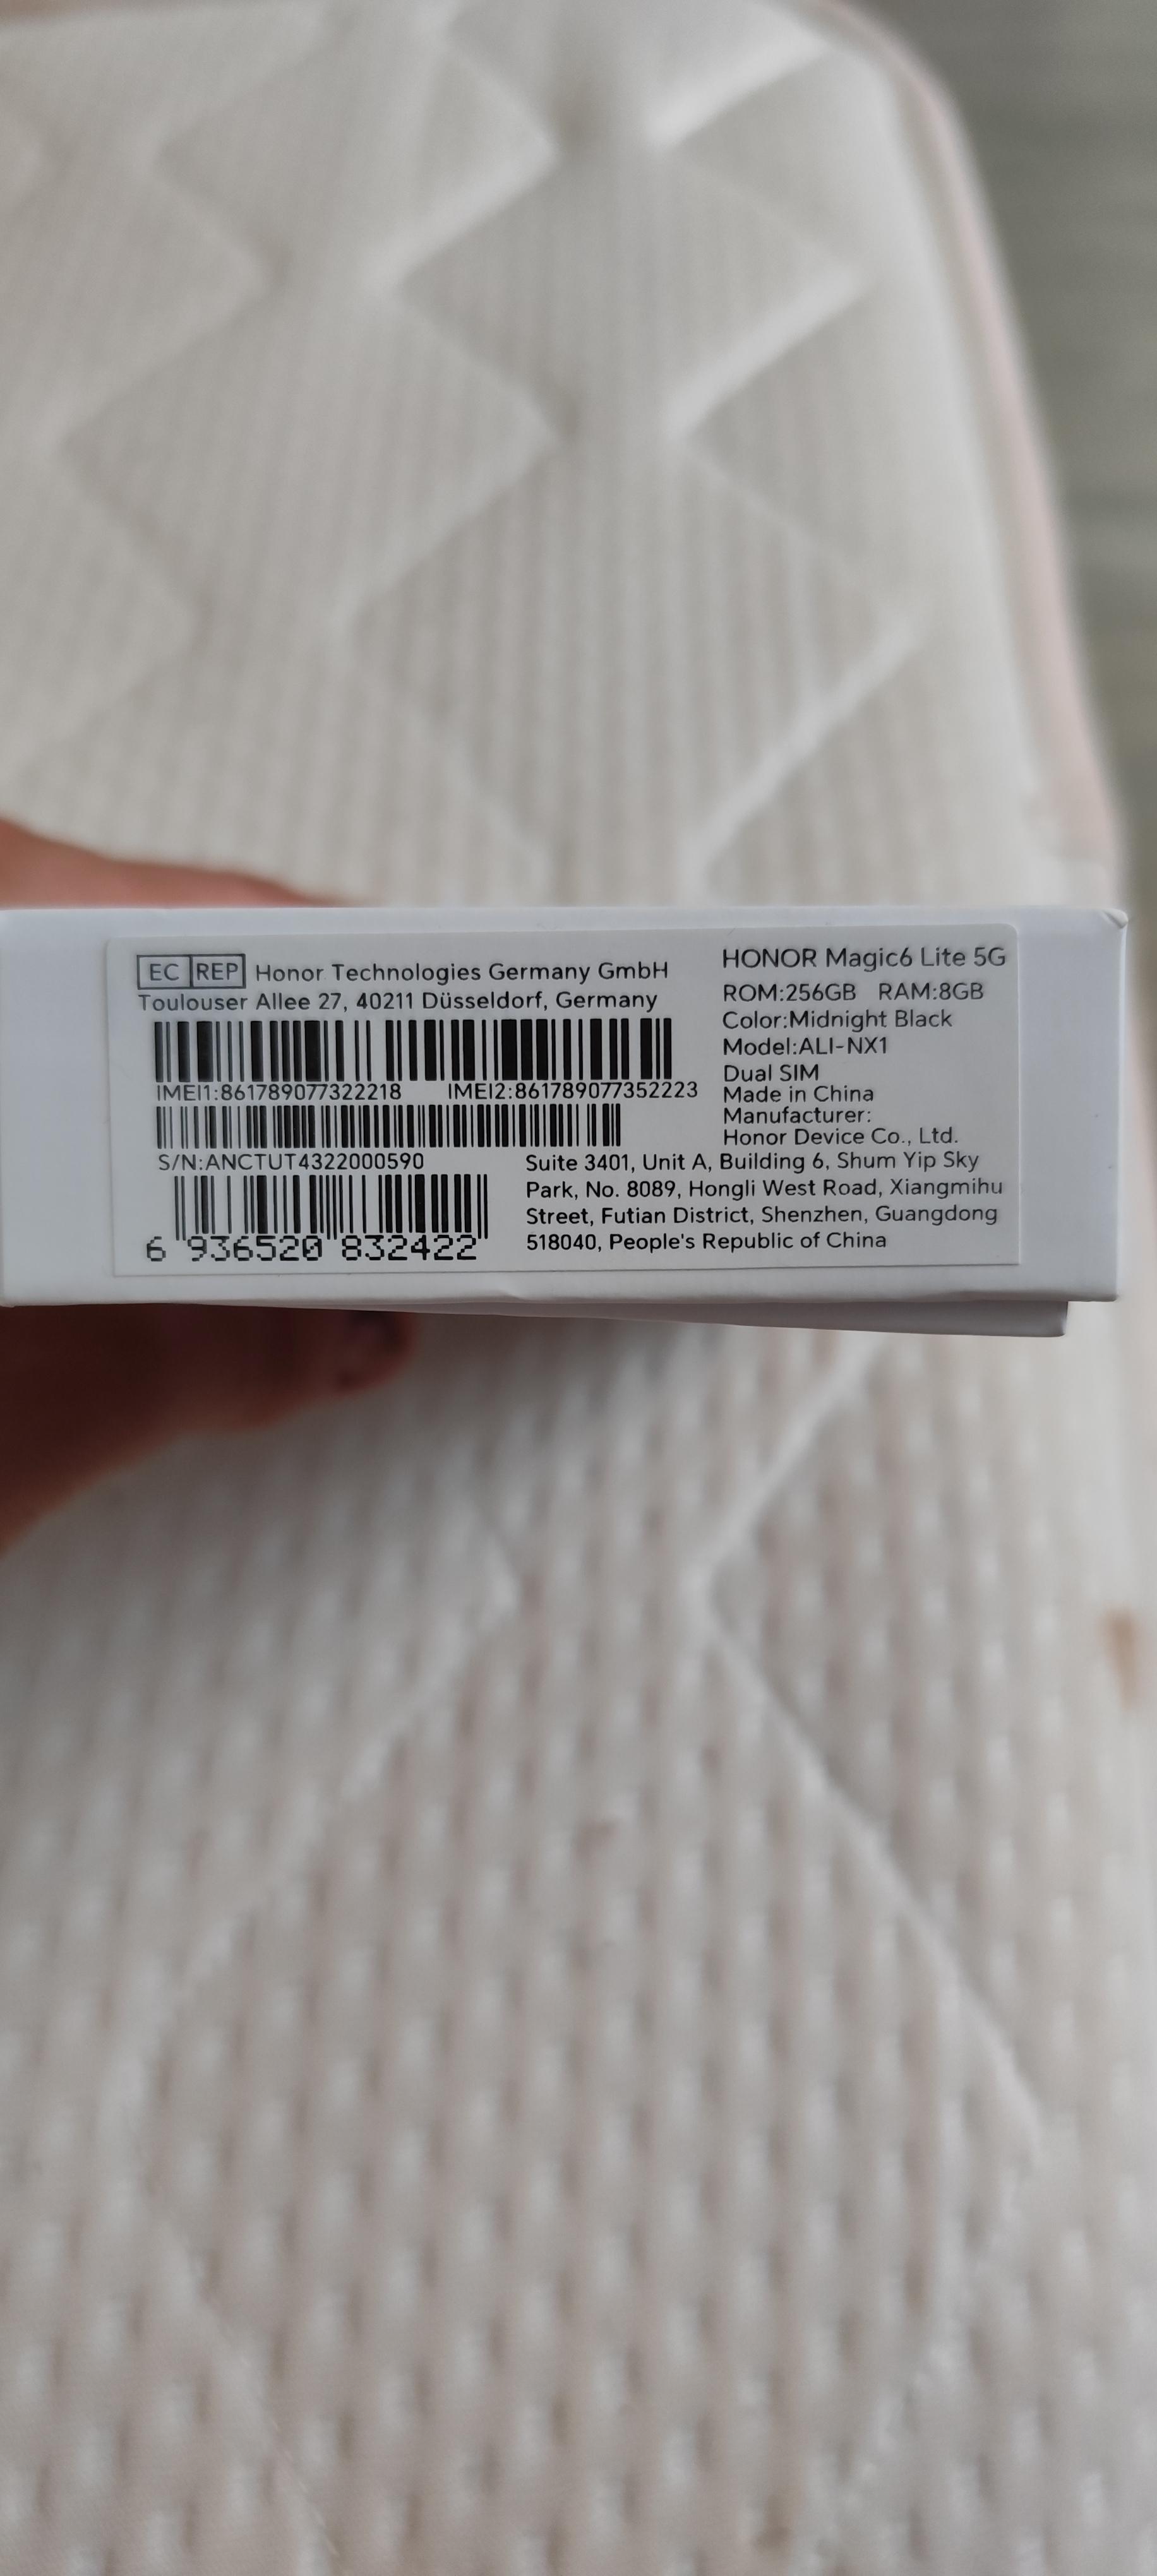 EC REP Honor Technologies Germany GmbH
Toulouser Allee 27, 40211 Düsseldorf, Germany
IMEI1:861789077322218 IMEI2:861789077352223
S/N:ANCTUT4322000590
6 936520 832422
HONOR Magic6 Lite 5G
ROM:256GB RAM:8GB
Color:Midnight Black
Model:ALI-NX1
Dual SIM
Made in China
Manufacturer:
Honor Device Co., Ltd.
Suite 3401, Unit A, Building 6, Shum Yip Sky
Park, No. 8089, Hongli West Road, Xiangmihu
Street, Futian District, Shenzhen, Guangdong
518040, People's Republic of China